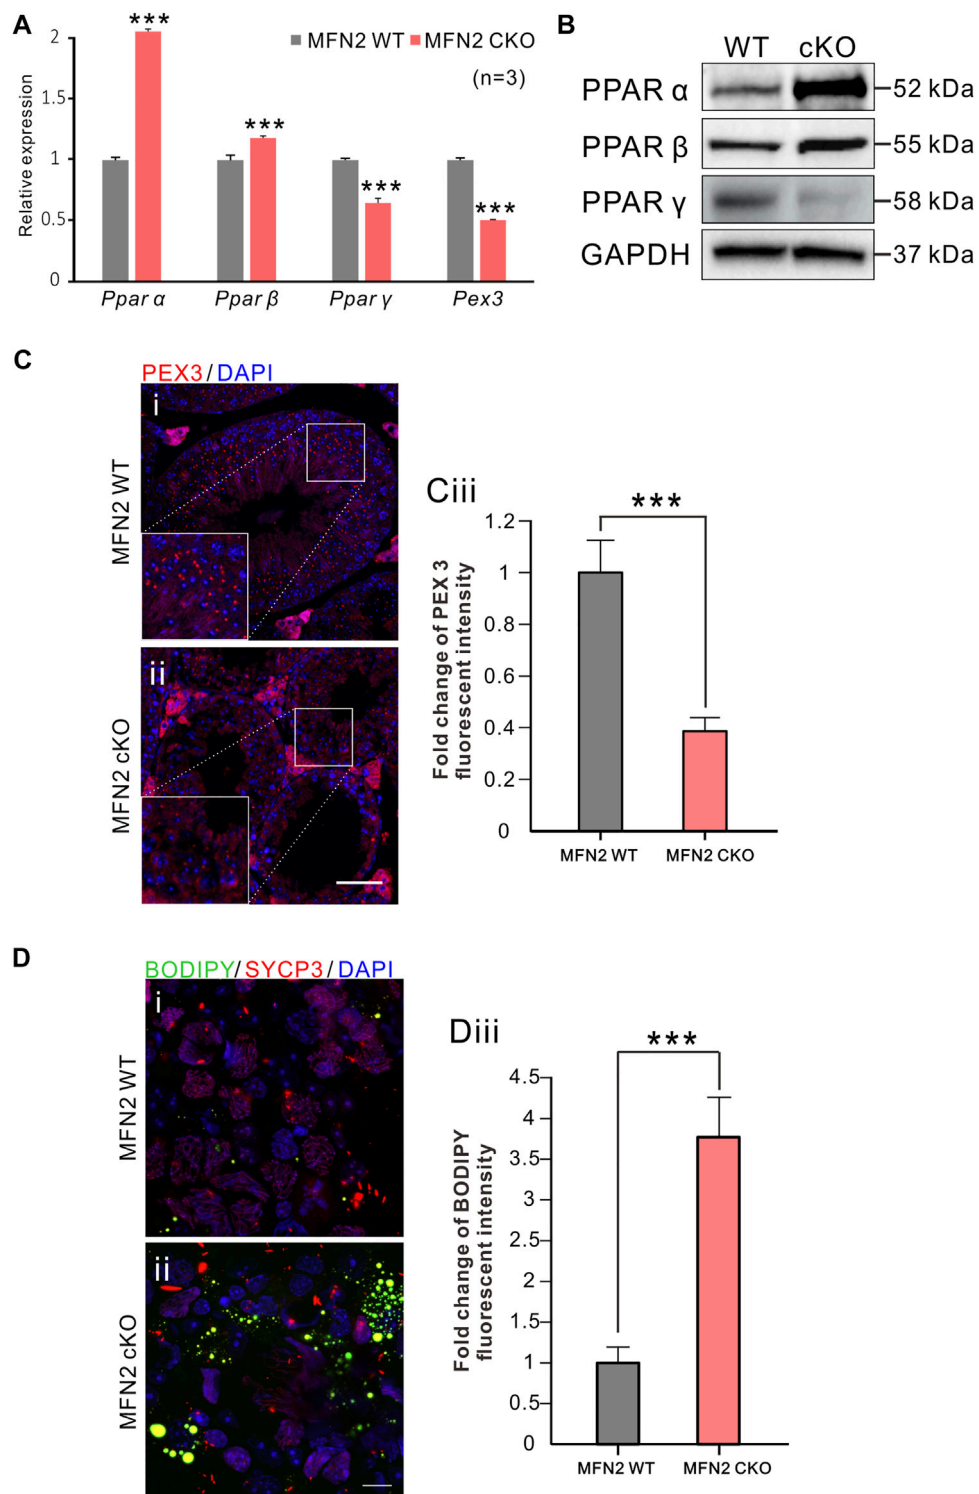 A
2
1.5
1
0.5
0
Relative expression
*** *** *** ***
MFN2 WT MFN2 CKO
(n=3)
Ppar α Ppar β Ppar γ Pex3
B
WT cKO
PPAR α 52 kDa
PPAR β 55 kDa
PPAR γ 58 kDa
GAPDH 37 kDa
C
PEX3/DAPI
i
MFN2 WT
ii
MFN2 cKO
Ciii
***
1.2
1
0.8
0.6
0.4
0.2
0
Fold change of PEX 3
fluorescent intensity
MFN2 WT MFN2 CKO
D
BODIPY/SYCP3/DAPI
i
MFN2 WT
ii
MFN2 cKO
Diii
***
4.5
4
3.5
3
2.5
2
1.5
1
0.5
0
Fold change of BODIPY
fluorescent intensity
MFN2 WT MFN2 CKO